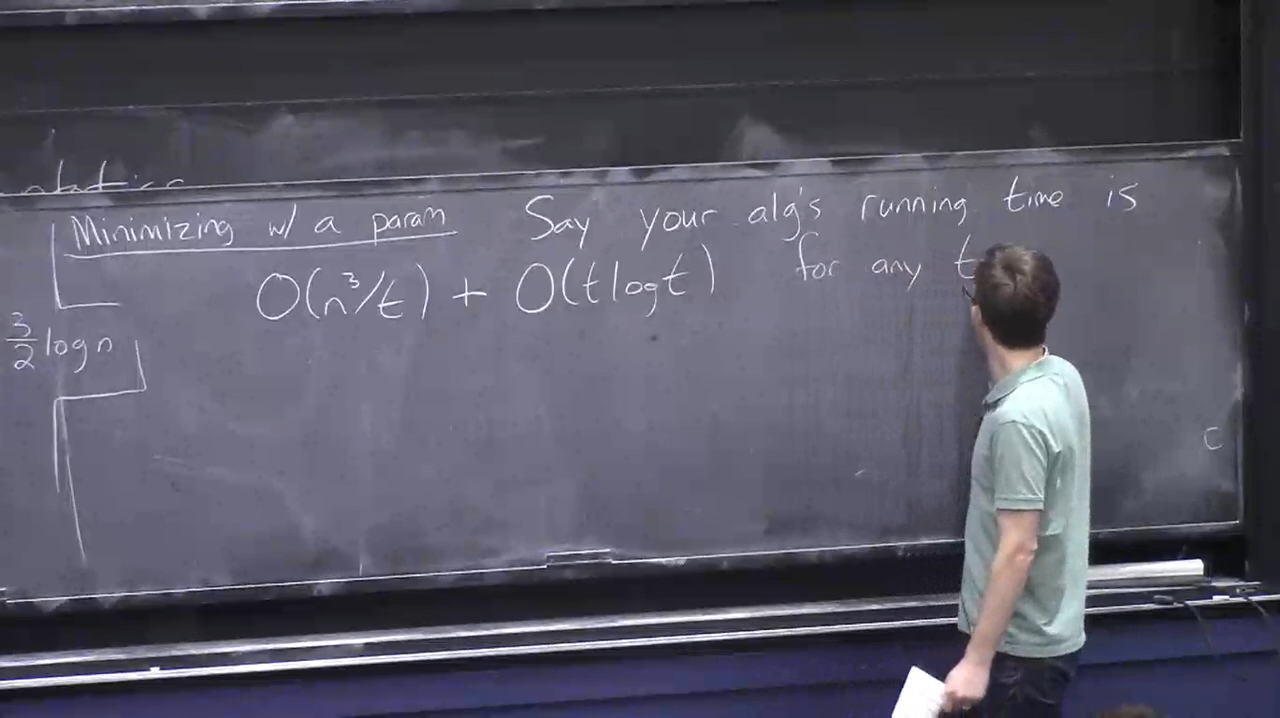 Minimizing w/ a param Say your alg's running time is
O(n³/t) + O(t log t) for any t
3/2 log n
C